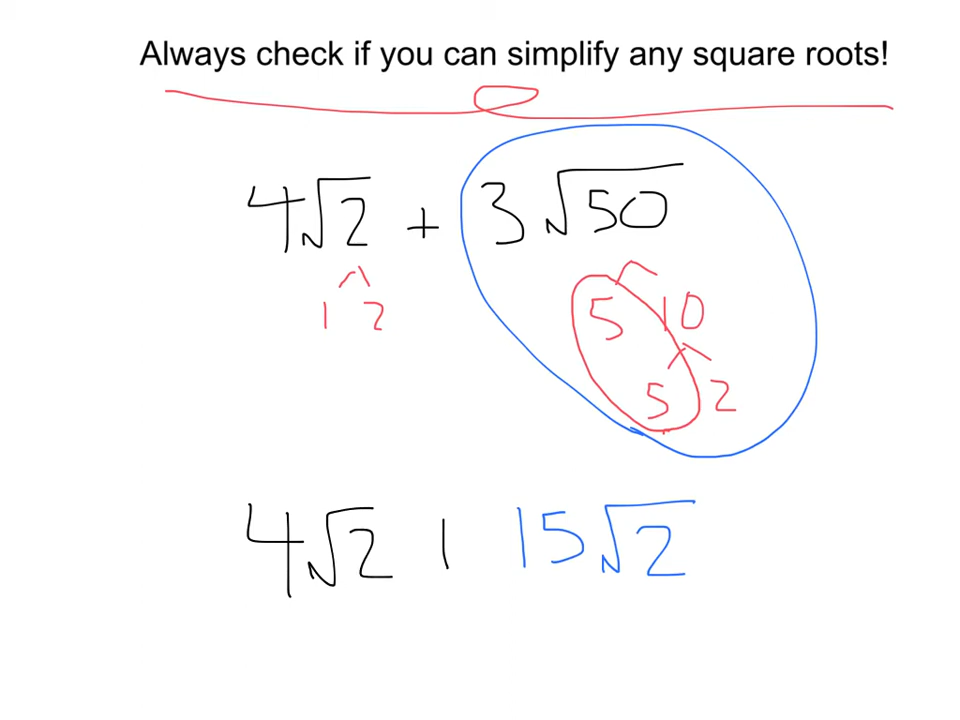 Always check if you can simplify any square roots!
4√2 + 3√50
1 2 5 10
5 2
4√2 | 15√2